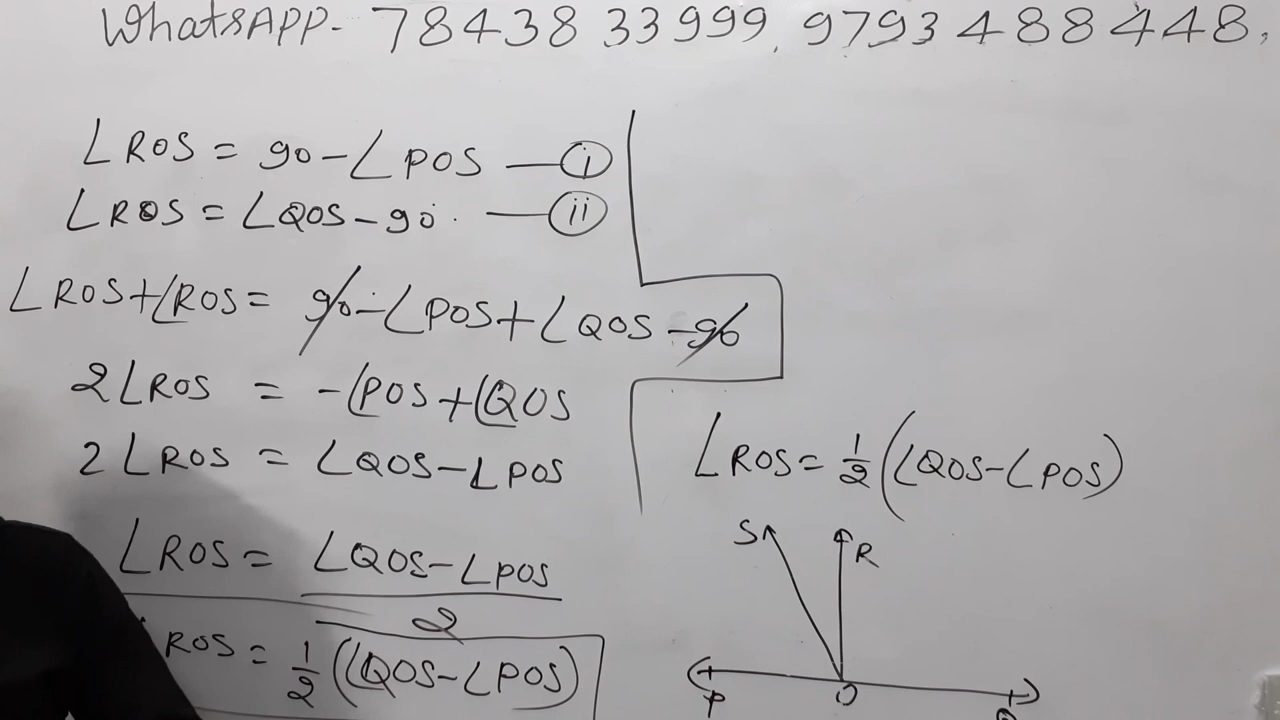 WhatsAPP- 78438 33999, 9793 488448,
∠ROS = 90-∠POS —(i)
∠ROS = ∠QOS-90. —(ii)
∠ROS+∠ROS = 90-∠POS+∠QOS-90
2∠ROS = -∠POS+∠QOS
2∠ROS = ∠QOS-∠POS
∠ROS = ∠QOS-∠POS
2
ROS = 1/2 (∠QOS-∠POS)
∠ROS = 1/2 (∠QOS-∠POS)
S R
P O